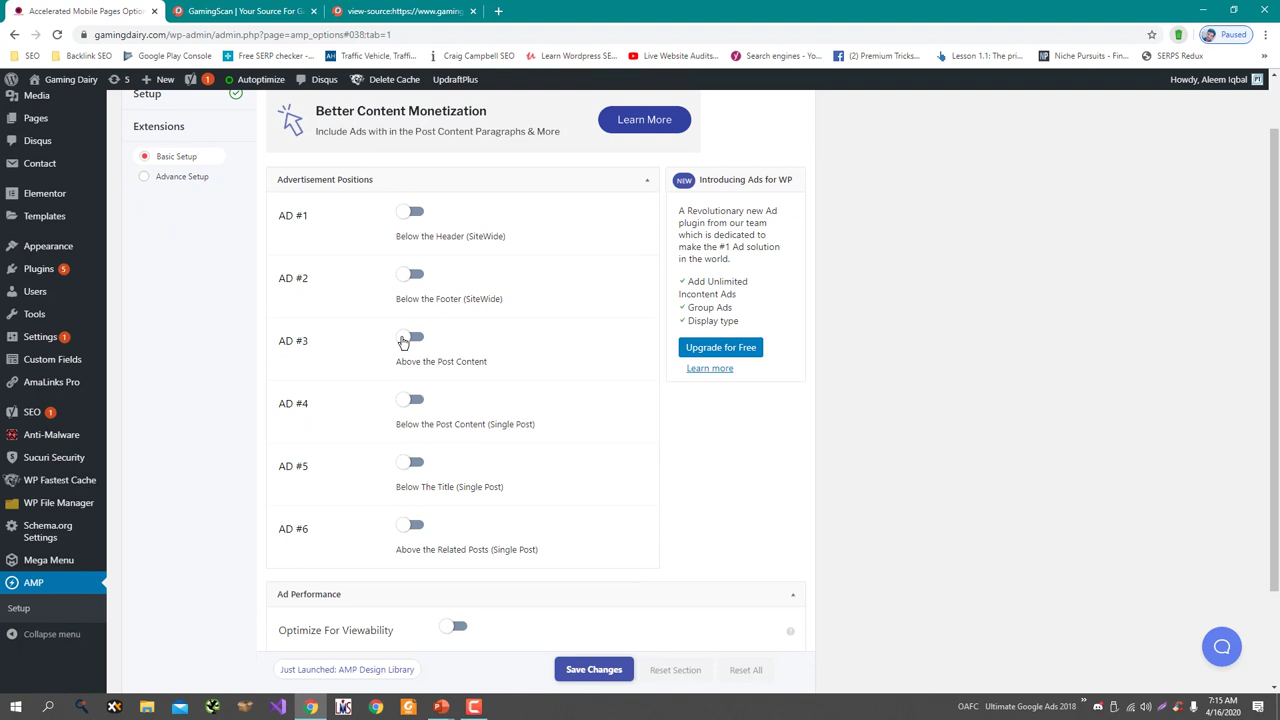 Accelerated Mobile Pages Optio
GamingScan | Your Source For G
view-source:https://www.gaming
gamingdairy.com/wp-admin/admin.php?page=amp_options#038;tab=1
Paused
SEO
Backlink SEO
Google Play Console
Free SERP checker -...
Traffic Vehicle, Traffi...
Craig Campbell SEO
Learn Wordpress SE...
Live Website Audits...
Search engines - yo...
(2) Premium Tricks...
Lesson 1.1: The pri...
Niche Pursuits - Fin...
SERPS Redux
Gaming Dairy
5
New
1
Autoptimize
Disqus
Delete Cache
UpdraftPlus
Howdy, Aleem Iqbal
Media
Pages
Disqus
Contact
Elementor
Templates
Appearance
Plugins 5
Users
Tools
Settings 1
Custom Fields
AmaLinks Pro
SEO 1
Anti-Malware
Sucuri Security
WP Fastest Cache
WP File Manager
Schema.org
Settings
Mega Menu
AMP
Setup
Collapse menu
Setup
Extensions
Basic Setup
Advance Setup
Better Content Monetization
Include Ads with in the Post Content Paragraphs & More
Learn More
Advertisement Positions
AD #1
Below the Header (SiteWide)
AD #2
Below the Footer (SiteWide)
AD #3
Above the Post Content
AD #4
Below the Post Content (Single Post)
AD #5
Below The Title (Single Post)
AD #6
Above the Related Posts (Single Post)
NEW
Introducing Ads for WP
A Revolutionary new Ad
plugin from our team
which is dedicated to
make the #1 Ad solution
in the world.
Add Unlimited
Incontent Ads
Group Ads
Display type
Upgrade for Free
Learn more
Ad Performance
Optimize For Viewability
Just Launched: AMP Design Library
Save Changes
Reset Section
Reset All
OAFC
Ultimate Google Ads 2018
7:15 AM
4/16/2020